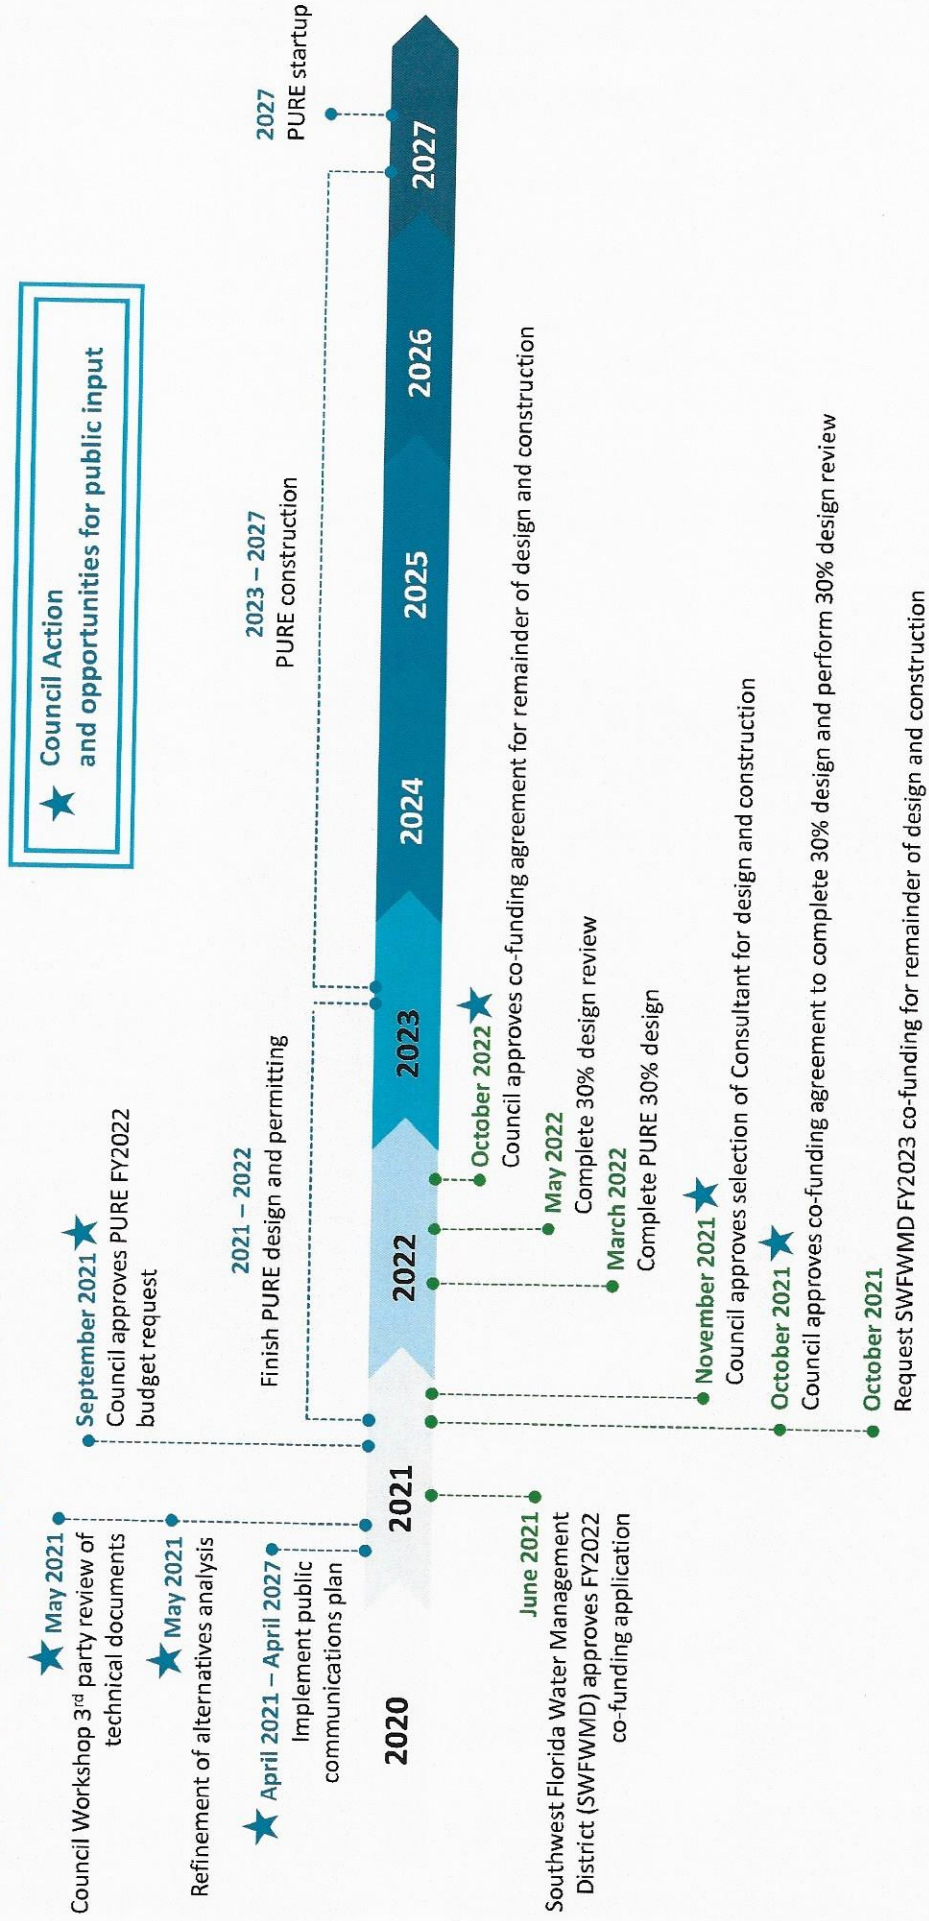 Council Action
and opportunities for public input
May 2021
Council Workshop 3rd party review of
technical documents
May 2021
Refinement of alternatives analysis
April 2021 – April 2027
Implement public
communications plan
September 2021
Council approves PURE FY2022
budget request
2021 – 2022
Finish PURE design and permitting
2023 – 2027
PURE construction
2027
PURE startup
2020
2021
2022
2023
2024
2025
2026
2027
June 2021
Southwest Florida Water Management
District (SWFWMD) approves FY2022
co-funding application
October 2022
Council approves co-funding agreement for remainder of design and construction
May 2022
Complete 30% design review
March 2022
Complete PURE 30% design
November 2021
Council approves selection of Consultant for design and construction
October 2021
Council approves co-funding agreement to complete 30% design and perform 30% design review
October 2021
Request SWFWMD FY2023 co-funding for remainder of design and construction